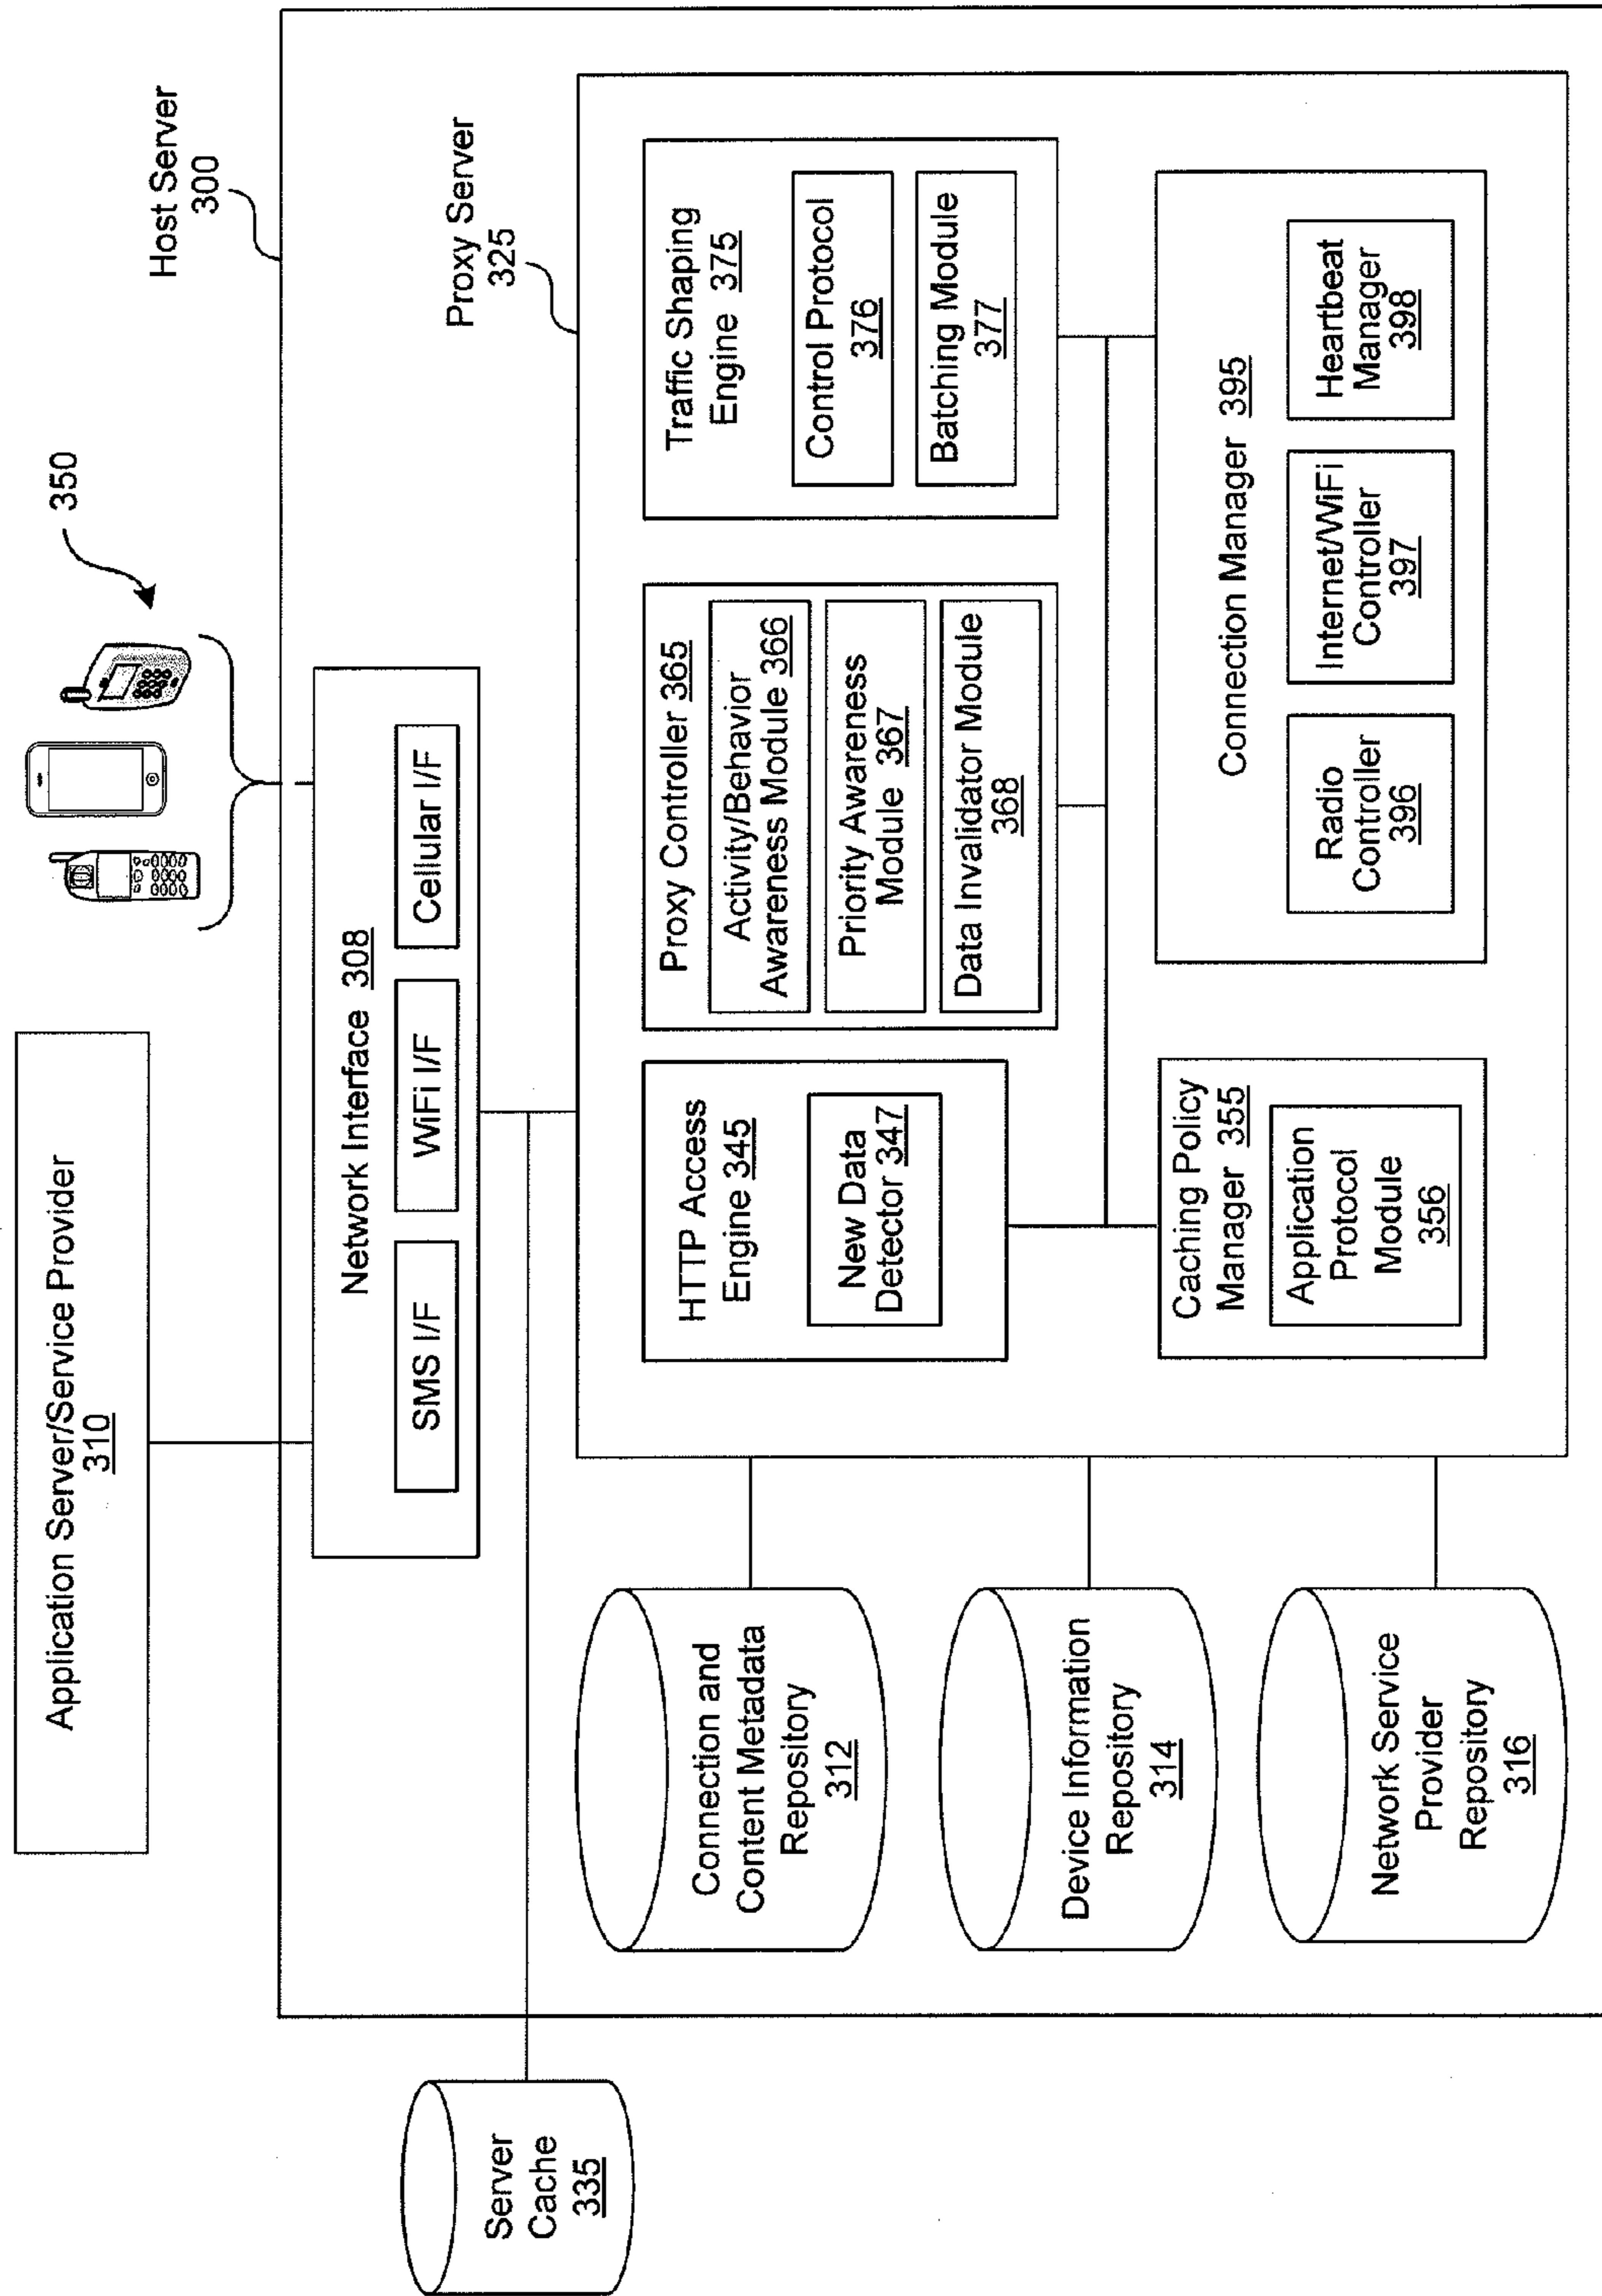 Application Server/Service Provider
310
350
Host Server
300
Network Interface 308
SMS I/F
WiFi I/F
Cellular I/F
Server
Cache
335
Proxy Server
325
Connection and
Content Metadata
Repository
312
Device Information
Repository
314
Network Service
Provider
Repository
316
HTTP Access
Engine 345
New Data
Detector 347
Proxy Controller 365
Activity/Behavior
Awareness Module 366
Priority Awareness
Module 367
Data Invalidator Module
368
Traffic Shaping
Engine 375
Control Protocol
376
Batching Module
377
Caching Policy
Manager 355
Application
Protocol
Module
356
Connection Manager 395
Radio
Controller
396
Internet/WiFi
Controller
397
Heartbeat
Manager
398